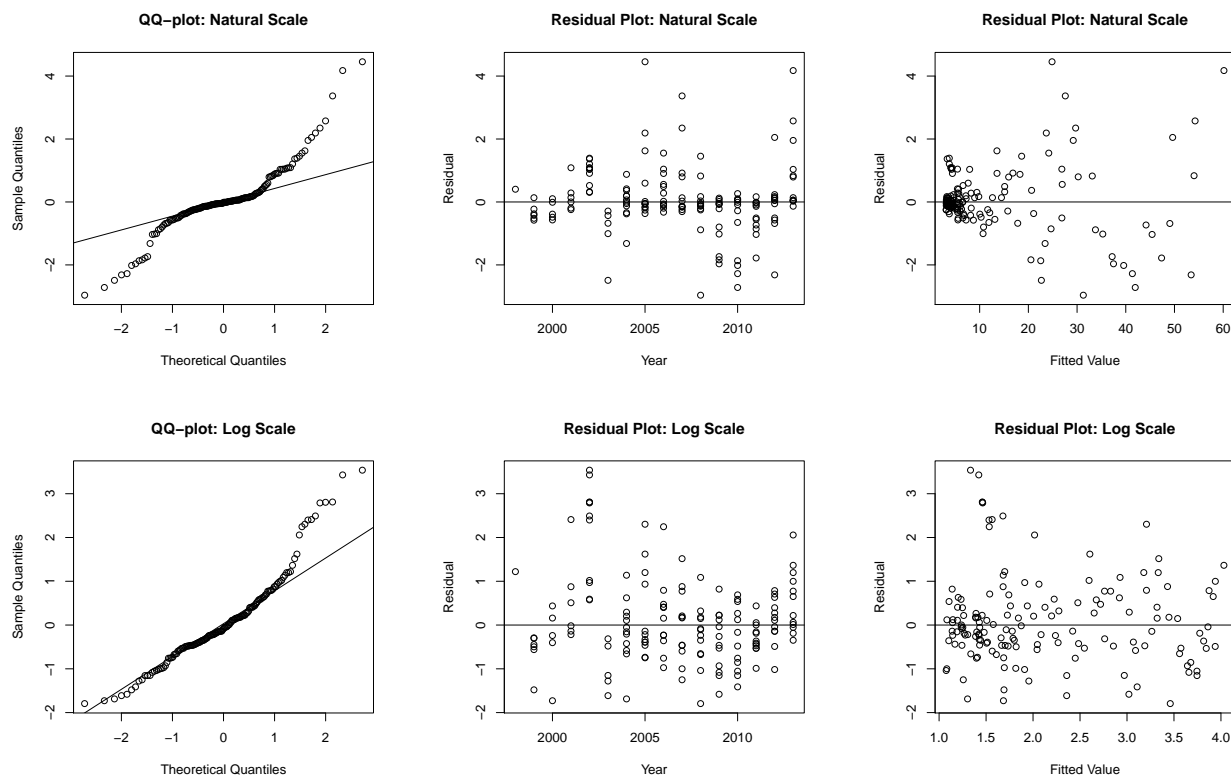 QQ−plot: Natural Scale
Sample Quantiles
4
2
0
−2
−2 −1 0 1 2
Theoretical Quantiles
Residual Plot: Natural Scale
Residual
4
2
0
−2
2000 2005 2010
Year
Residual Plot: Natural Scale
Residual
4
2
0
−2
10 20 30 40 50 60
Fitted Value
QQ−plot: Log Scale
Sample Quantiles
3
2
1
0
−1
−2
−2 −1 0 1 2
Theoretical Quantiles
Residual Plot: Log Scale
Residual
3
2
1
0
−1
−2
2000 2005 2010
Year
Residual Plot: Log Scale
Residual
3
2
1
0
−1
−2
1.0 1.5 2.0 2.5 3.0 3.5 4.0
Fitted Value